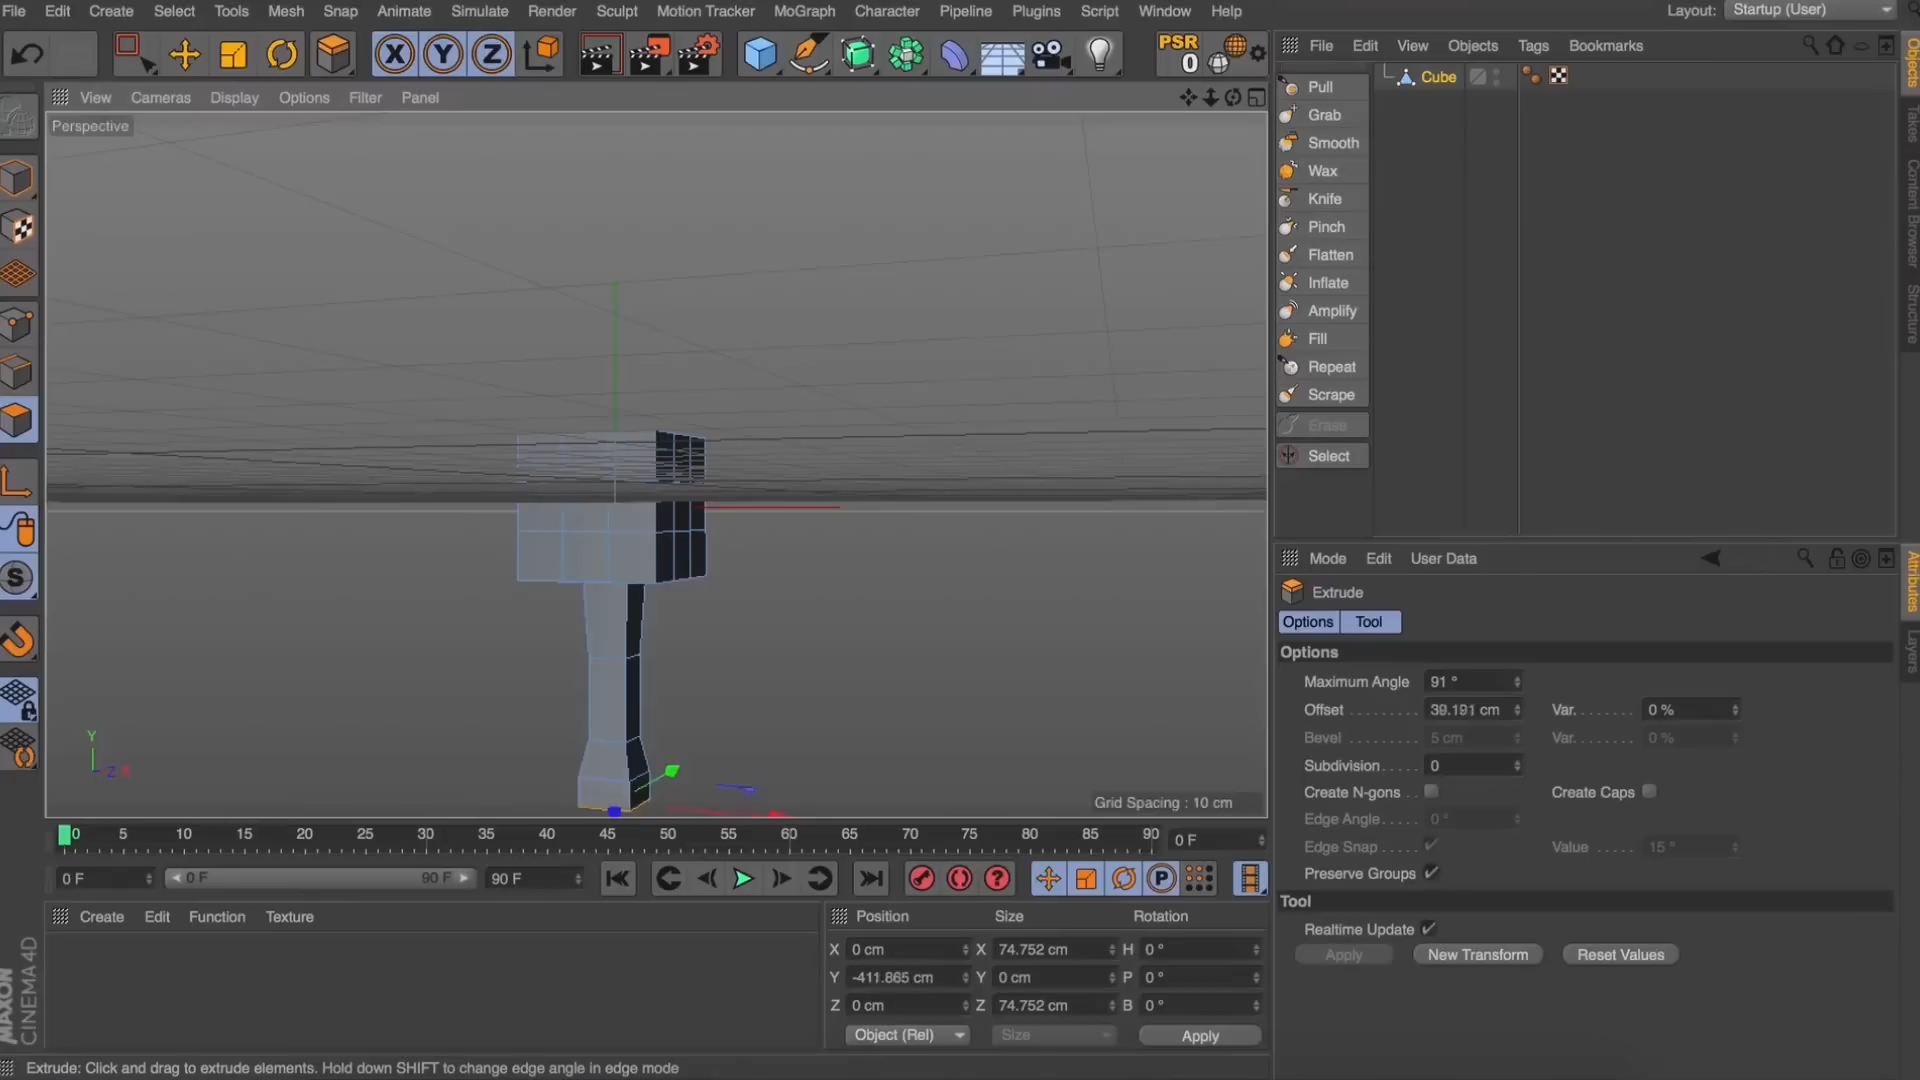 File Edit Create Select Tools Mesh Snap Animate Simulate Render Sculpt Motion Tracker MoGraph Character Pipeline Plugins Script Window Help Layout: Startup (User)
X Y Z PSR 0
File Edit View Objects Tags Bookmarks
View Cameras Display Options Filter Panel
Perspective
Cube
Pull
Grab
Smooth
Wax
Knife
Pinch
Flatten
Inflate
Amplify
Fill
Repeat
Scrape
Erase
Select
Objects
Takes
Content Browser
Structure
S
Y
Z X
Grid Spacing : 10 cm
Mode Edit User Data
Extrude
Options Tool
Options
Maximum Angle 91 °
Offset 39.191 cm Var. 0 %
Bevel 5 cm Var. 0 %
Subdivision 0
Create N-gons Create Caps
Edge Angle 0 °
Edge Snap Value 15 °
Preserve Groups
Tool
Realtime Update
Apply New Transform Reset Values
Attributes
Layers
0 5 10 15 20 25 30 35 40 45 50 55 60 65 70 75 80 85 90 0 F
0 F 0 F 90 F 90 F P
Create Edit Function Texture
Position Size Rotation
X 0 cm X 74.752 cm H 0 °
Y -411.865 cm Y 0 cm P 0 °
Z 0 cm Z 74.752 cm B 0 °
Object (Rel) Size Apply
MAXON
CINEMA 4D
Extrude: Click and drag to extrude elements. Hold down SHIFT to change edge angle in edge mode